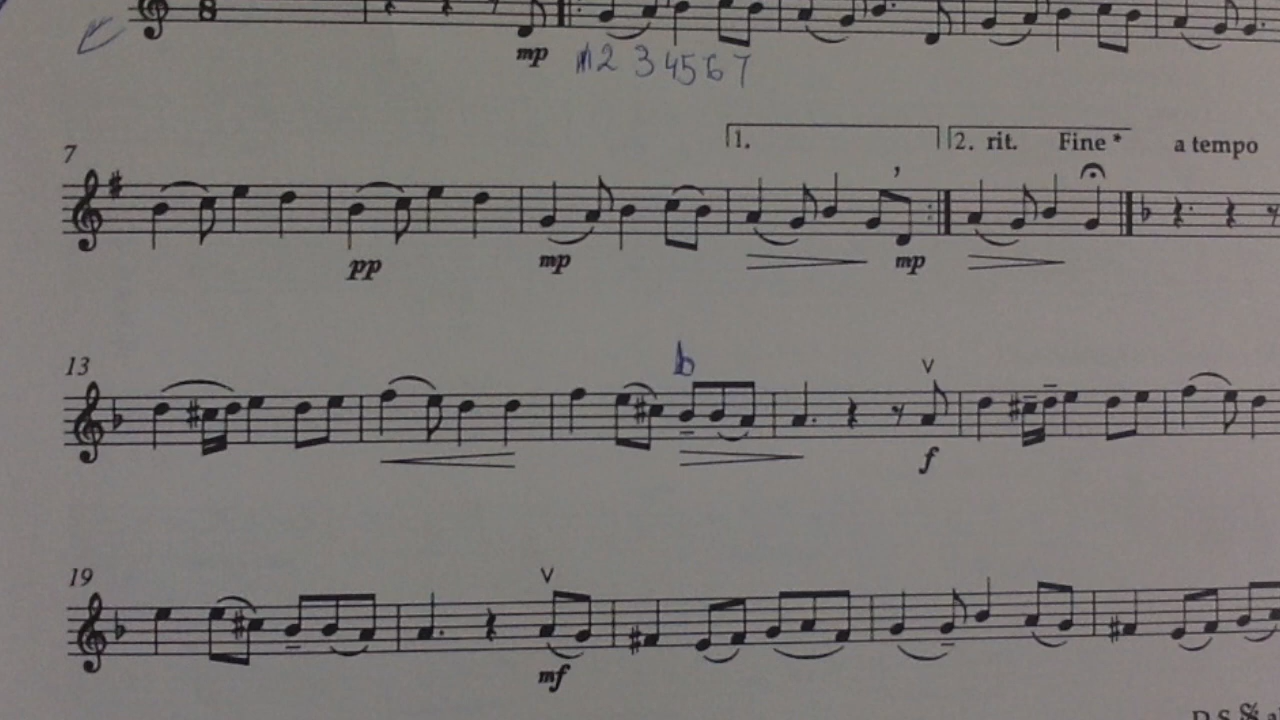 8
mp
2 3 4 5 6 7
1. 2. rit. Fine * a tempo
7
pp mp mp
13
b
f
19
mf
D.S.